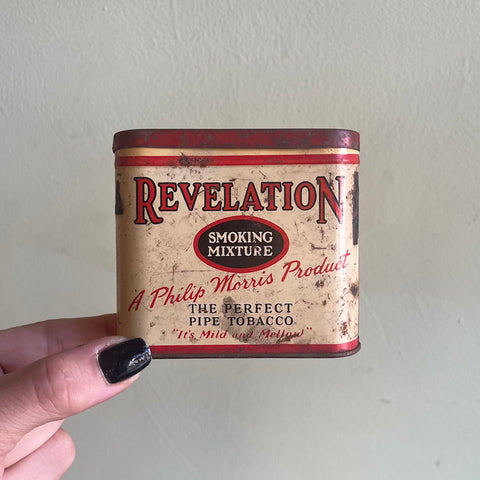 REVELATION
SMOKING
MIXTURE
A Philip Morris Product
THE PERFECT
PIPE TOBACCO
"It's Mild and Mellow"